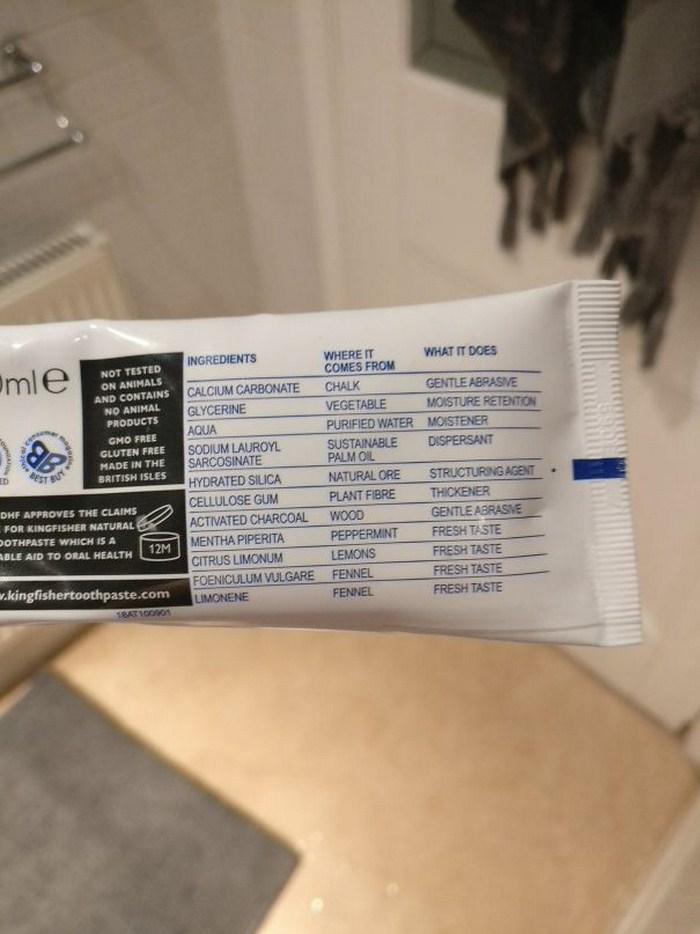 ml e
NOT TESTED
ON ANIMALS
AND CONTAINS
NO ANIMAL
PRODUCTS
GMO FREE
GLUTEN FREE
MADE IN THE
BRITISH ISLES
BEST BUY
DHF APPROVES THE CLAIMS
FOR KINGFISHER NATURAL
WHICH IS A
AID TO ORAL HEALTH
12M
.kingfishertoothpaste.com
18AT100901
INGREDIENTS WHERE IT COMES FROM WHAT IT DOES
CALCIUM CARBONATE CHALK GENTLE ABRASIVE
GLYCERINE VEGETABLE MOISTURE RETENTION
AQUA PURIFIED WATER MOISTENER
SODIUM LAUROYL SUSTAINABLE DISPERSANT
SARCOSINATE PALM OIL
HYDRATED SILICA NATURAL ORE STRUCTURING AGENT
CELLULOSE GUM PLANT FIBRE THICKENER
ACTIVATED CHARCOAL WOOD GENTLE ABRASIVE
MENTHA PIPERITA PEPPERMINT FRESH TASTE
CITRUS LIMONUM LEMONS FRESH TASTE
FOENICULUM VULGARE FENNEL FRESH TASTE
LIMONENE FENNEL FRESH TASTE